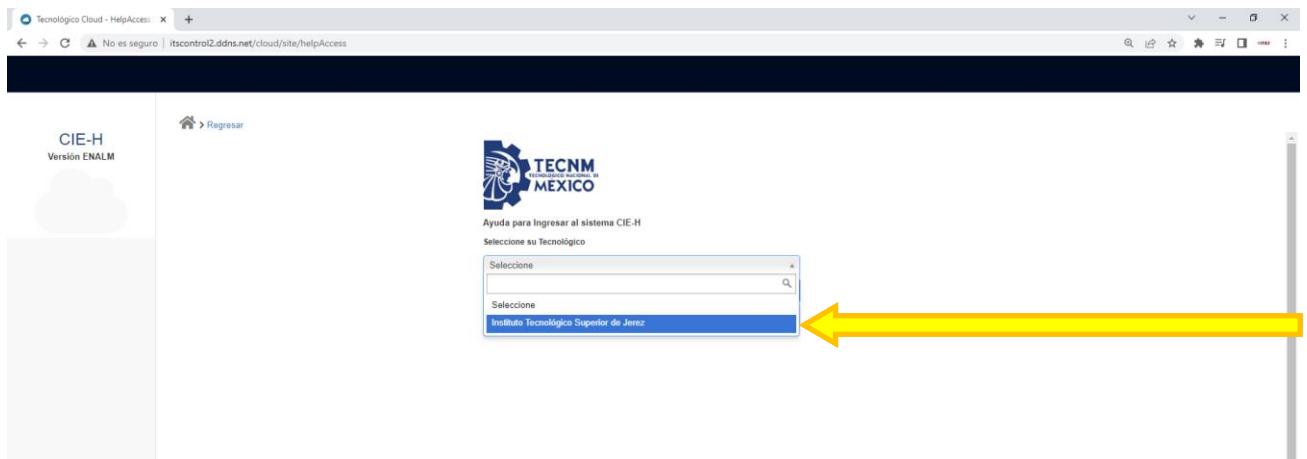 Tecnológico Cloud - HelpAccess
No es seguro | itscontrol2.ddns.net/cloud/site/helpAccess
CIE-H
Versión ENALM
> Regresar
TECNM
TECNOLÓGICO NACIONAL DE
MÉXICO
Ayuda para Ingresar al sistema CIE-H
Seleccione su Tecnológico
Seleccione
Seleccione
Instituto Tecnológico Superior de Jerez